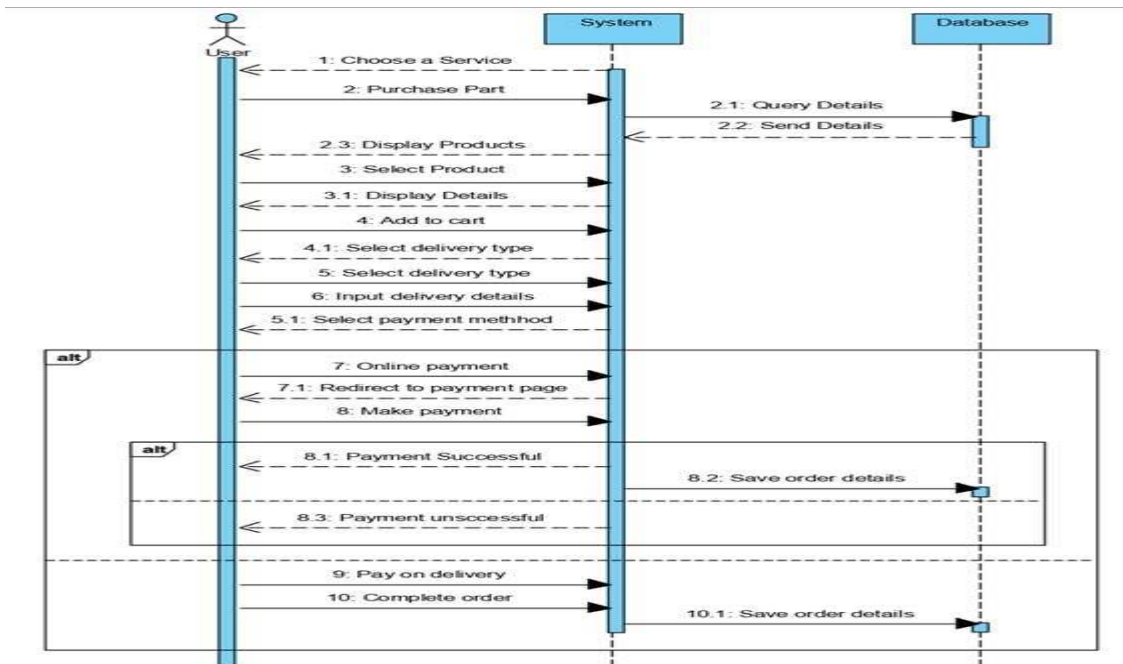 System
Database
User
1: Choose a Service
2: Purchase Part
2.1: Query Details
2.2: Send Details
2.3: Display Products
3: Select Product
3.1: Display Details
4: Add to cart
4.1: Select delivery type
5: Select delivery type
6: Input delivery details
5.1: Select payment methhod
alt
7: Online payment
7.1: Redirect to payment page
8: Make payment
alt
8.1: Payment Successful
8.2: Save order details
8.3: Payment unsccessful
9: Pay on delivery
10: Complete order
10.1: Save order details